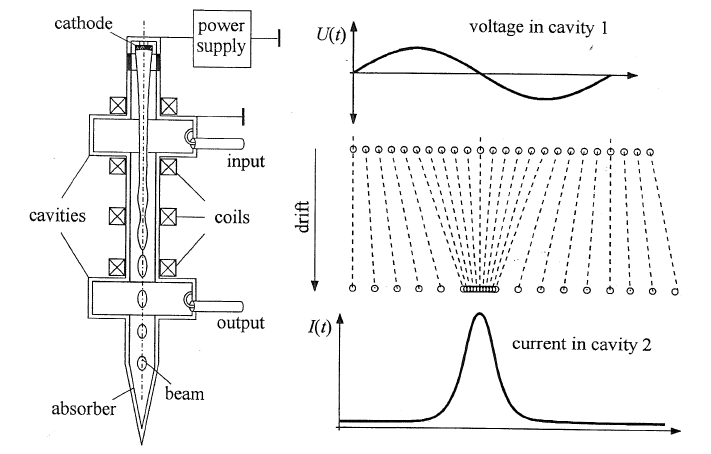 cathode
power
supply
input
cavities
coils
output
beam
absorber
U(t)
voltage in cavity 1
drift
I(t)
current in cavity 2